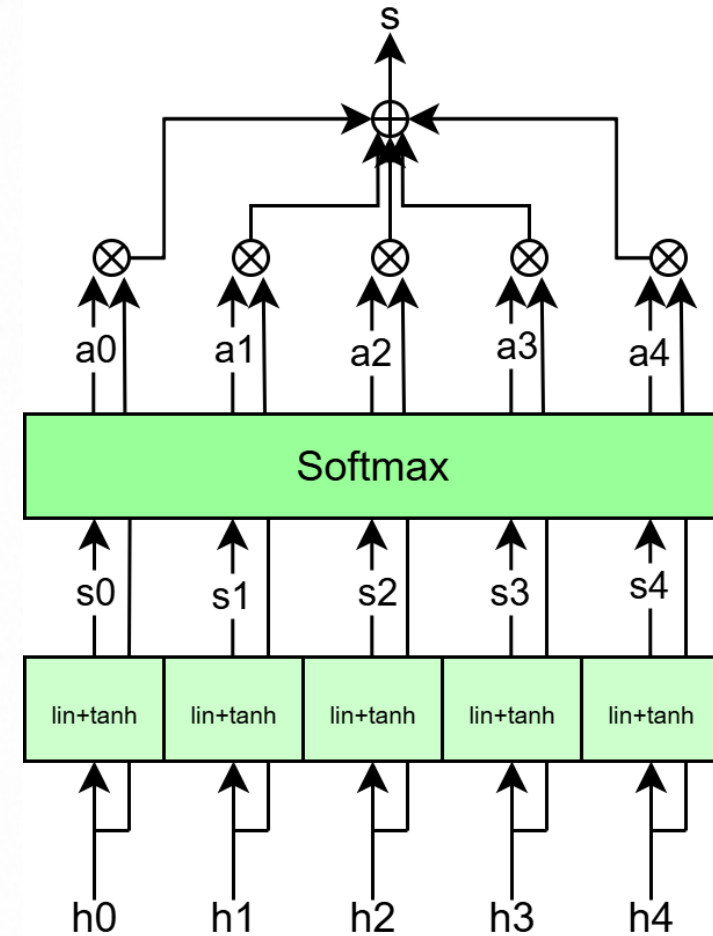 s
a0 a1 a2 a3 a4
Softmax
s0 s1 s2 s3 s4
lin+tanh lin+tanh lin+tanh lin+tanh lin+tanh
h0 h1 h2 h3 h4